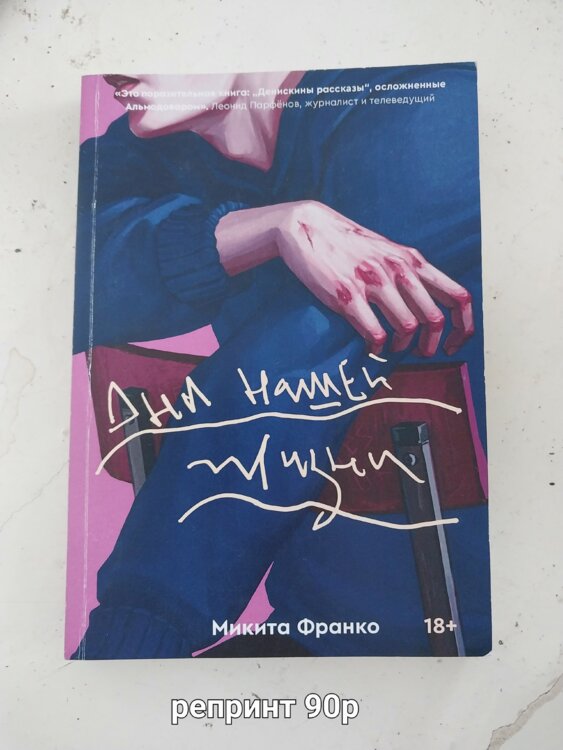 «Это поразительная книга: „Денискины рассказы“, осложненные
Альмодоваром», Леонид Парфёнов, журналист и телеведущий
Дни нашей
жизни
Микита Франко 18+
репринт 90р